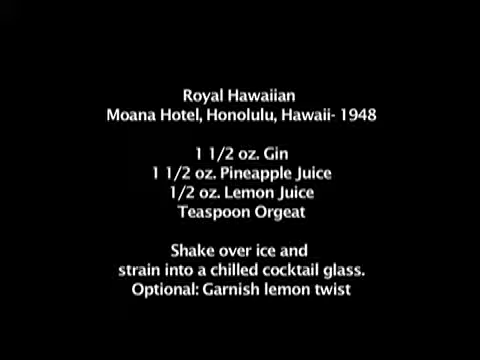 Royal Hawaiian
Moana Hotel, Honolulu, Hawaii- 1948
1 1/2 oz. Gin
1 1/2 oz. Pineapple Juice
1/2 oz. Lemon Juice
Teaspoon Orgeat
Shake over ice and
strain into a chilled cocktail glass.
Optional: Garnish lemon twist